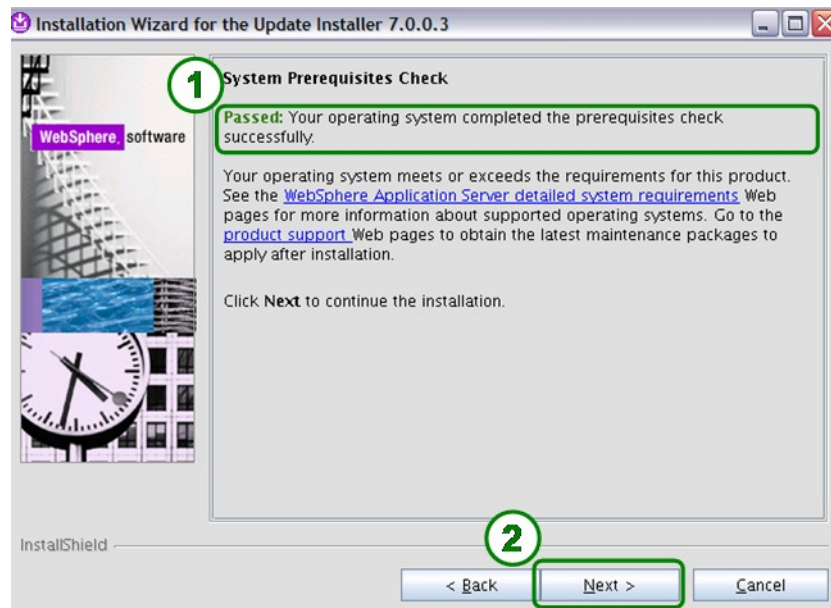 Installation Wizard for the Update Installer 7.0.0.3
1
System Prerequisites Check
Passed: Your operating system completed the prerequisites check
successfully.
WebSphere. software
Your operating system meets or exceeds the requirements for this product.
See the WebSphere Application Server detailed system requirements Web
pages for more information about supported operating systems. Go to the
product support Web pages to obtain the latest maintenance packages to
apply after installation.
Click Next to continue the installation.
InstallShield
2
< Back
Next >
Cancel